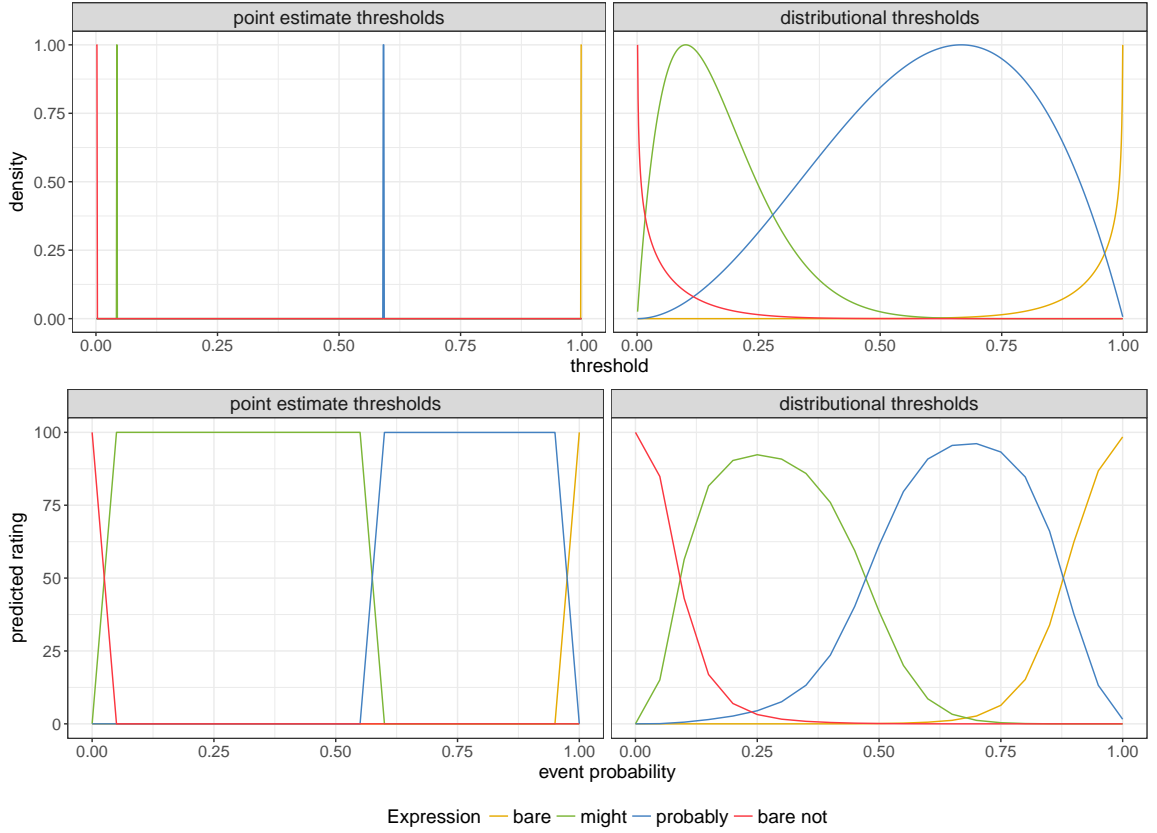 point estimate thresholds
distributional thresholds
1.00
0.75
0.50
0.25
0.00
density
0.00 0.25 0.50 0.75 1.00
0.00 0.25 0.50 0.75 1.00
threshold
point estimate thresholds
distributional thresholds
100
75
50
25
0
predicted rating
0.00 0.25 0.50 0.75 1.00
0.00 0.25 0.50 0.75 1.00
event probability
Expression bare might probably bare not